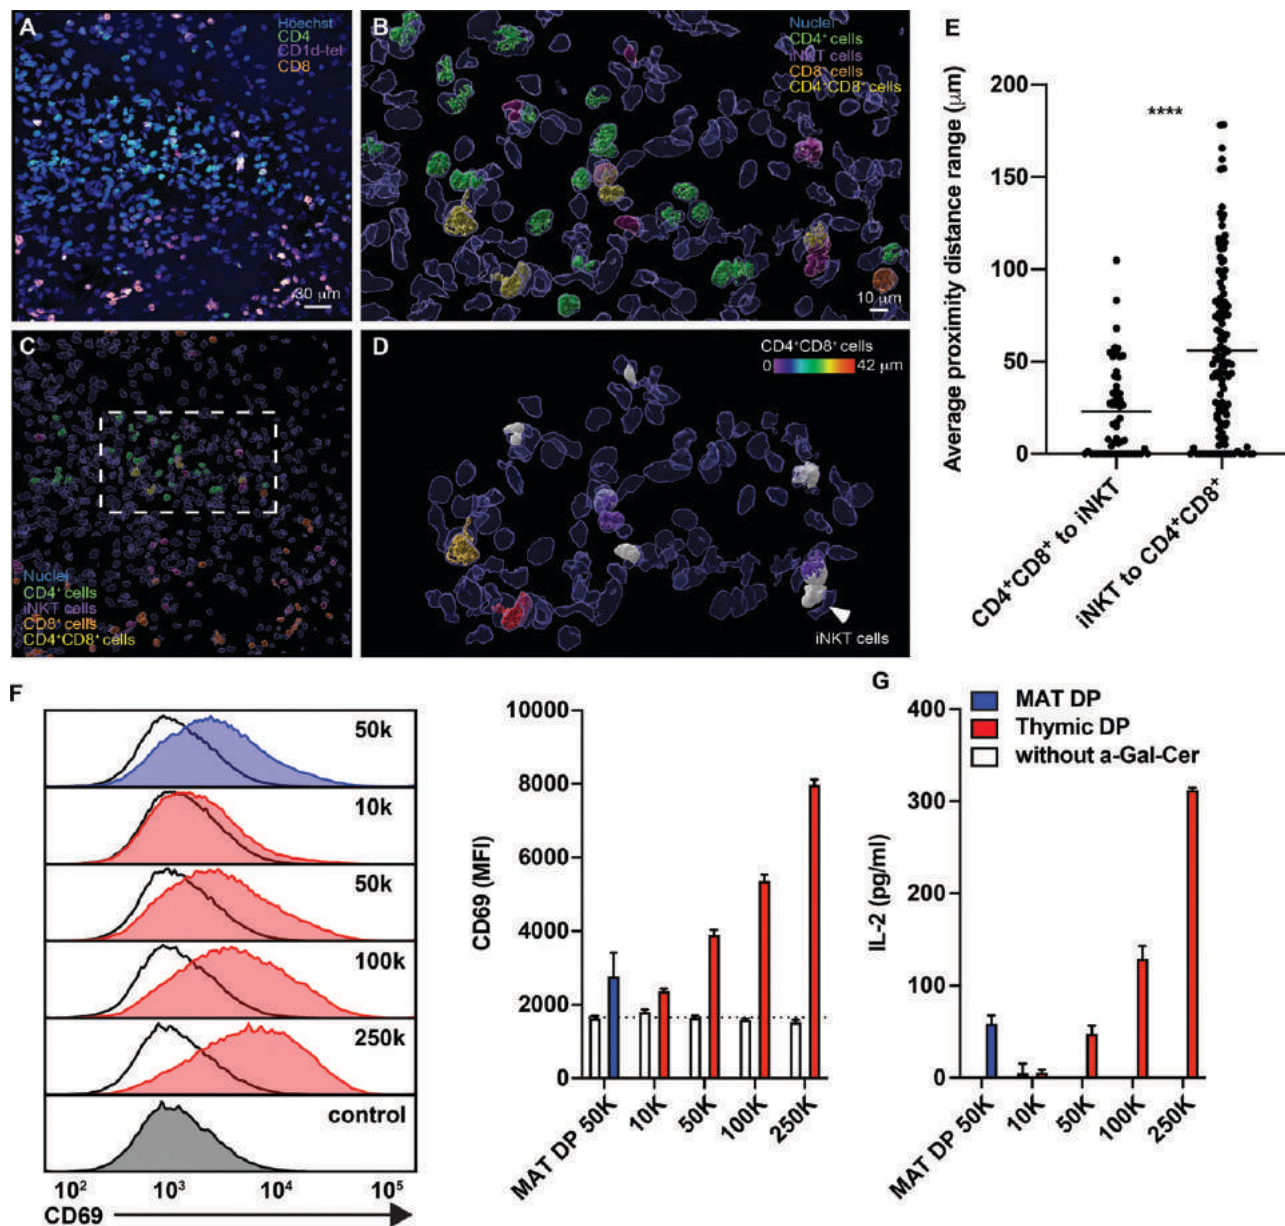 A
Hoechst
CD4
CD1d-tet
CD8
30 μm
B
Nuclei
CD4⁺ cells
iNKT cells
CD8⁺ cells
CD4⁺CD8⁺ cells
10 μm
C
Nuclei
CD4⁺ cells
iNKT cells
CD8⁺ cells
CD4⁺CD8⁺ cells
D
CD4⁺CD8⁺ cells
0 42 μm
iNKT cells
E
Average proximity distance range (μm)
200
150
100
50
0
****
CD4⁺CD8⁺ to iNKT
iNKT to CD4⁺CD8⁺
F
50k
10k
50k
100k
250k
control
10² 10³ 10⁴ 10⁵
CD69
CD69 (MFI)
10000
8000
6000
4000
2000
0
MAT DP 50K
10K
50K
100K
250K
G
MAT DP
Thymic DP
without a-Gal-Cer
IL-2 (pg/ml)
400
300
200
100
0
MAT DP 50K
10K
50K
100K
250K